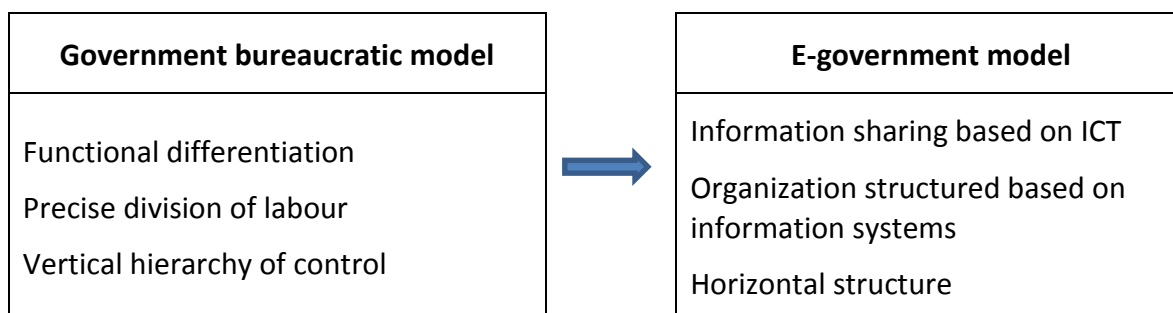 Government bureaucratic model
Functional differentiation
Precise division of labour
Vertical hierarchy of control
E-government model
Information sharing based on ICT
Organization structured based on
information systems
Horizontal structure